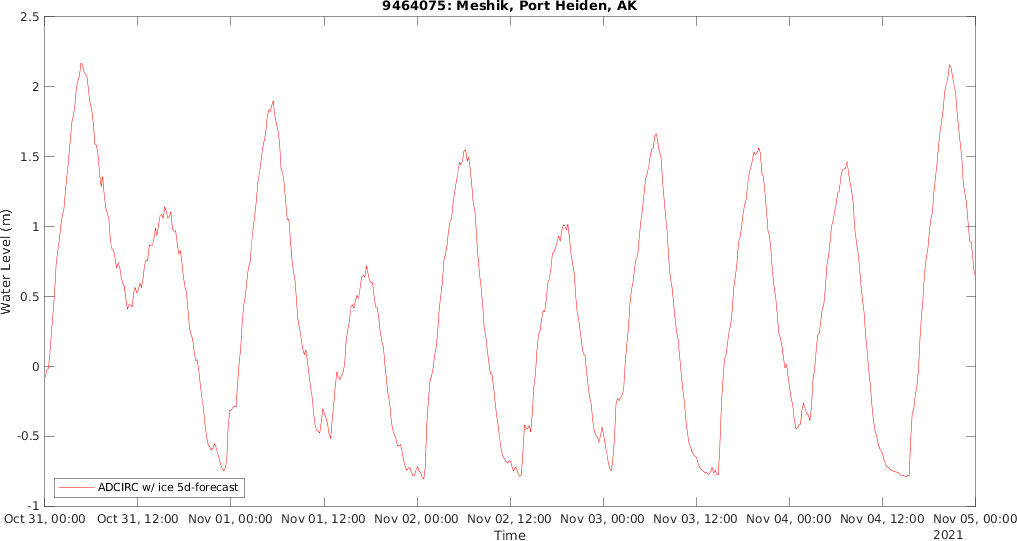 9464075: Meshik, Port Heiden, AK
2.5
2
1.5
1
0.5
0
-0.5
-1
Water Level (m)
ADCIRC w/ ice 5d-forecast
Oct 31, 00:00 Oct 31, 12:00 Nov 01, 00:00 Nov 01, 12:00 Nov 02, 00:00 Nov 02, 12:00 Nov 03, 00:00 Nov 03, 12:00 Nov 04, 00:00 Nov 04, 12:00 Nov 05, 00:00
Time
2021